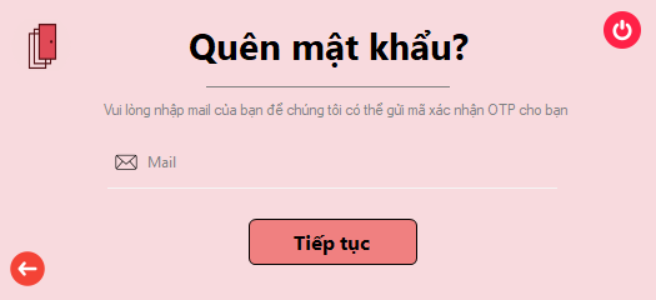 Quên mật khẩu?
Vui lòng nhập mail của bạn để chúng tôi có thể gửi mã xác nhận OTP cho bạn
Mail
Tiếp tục